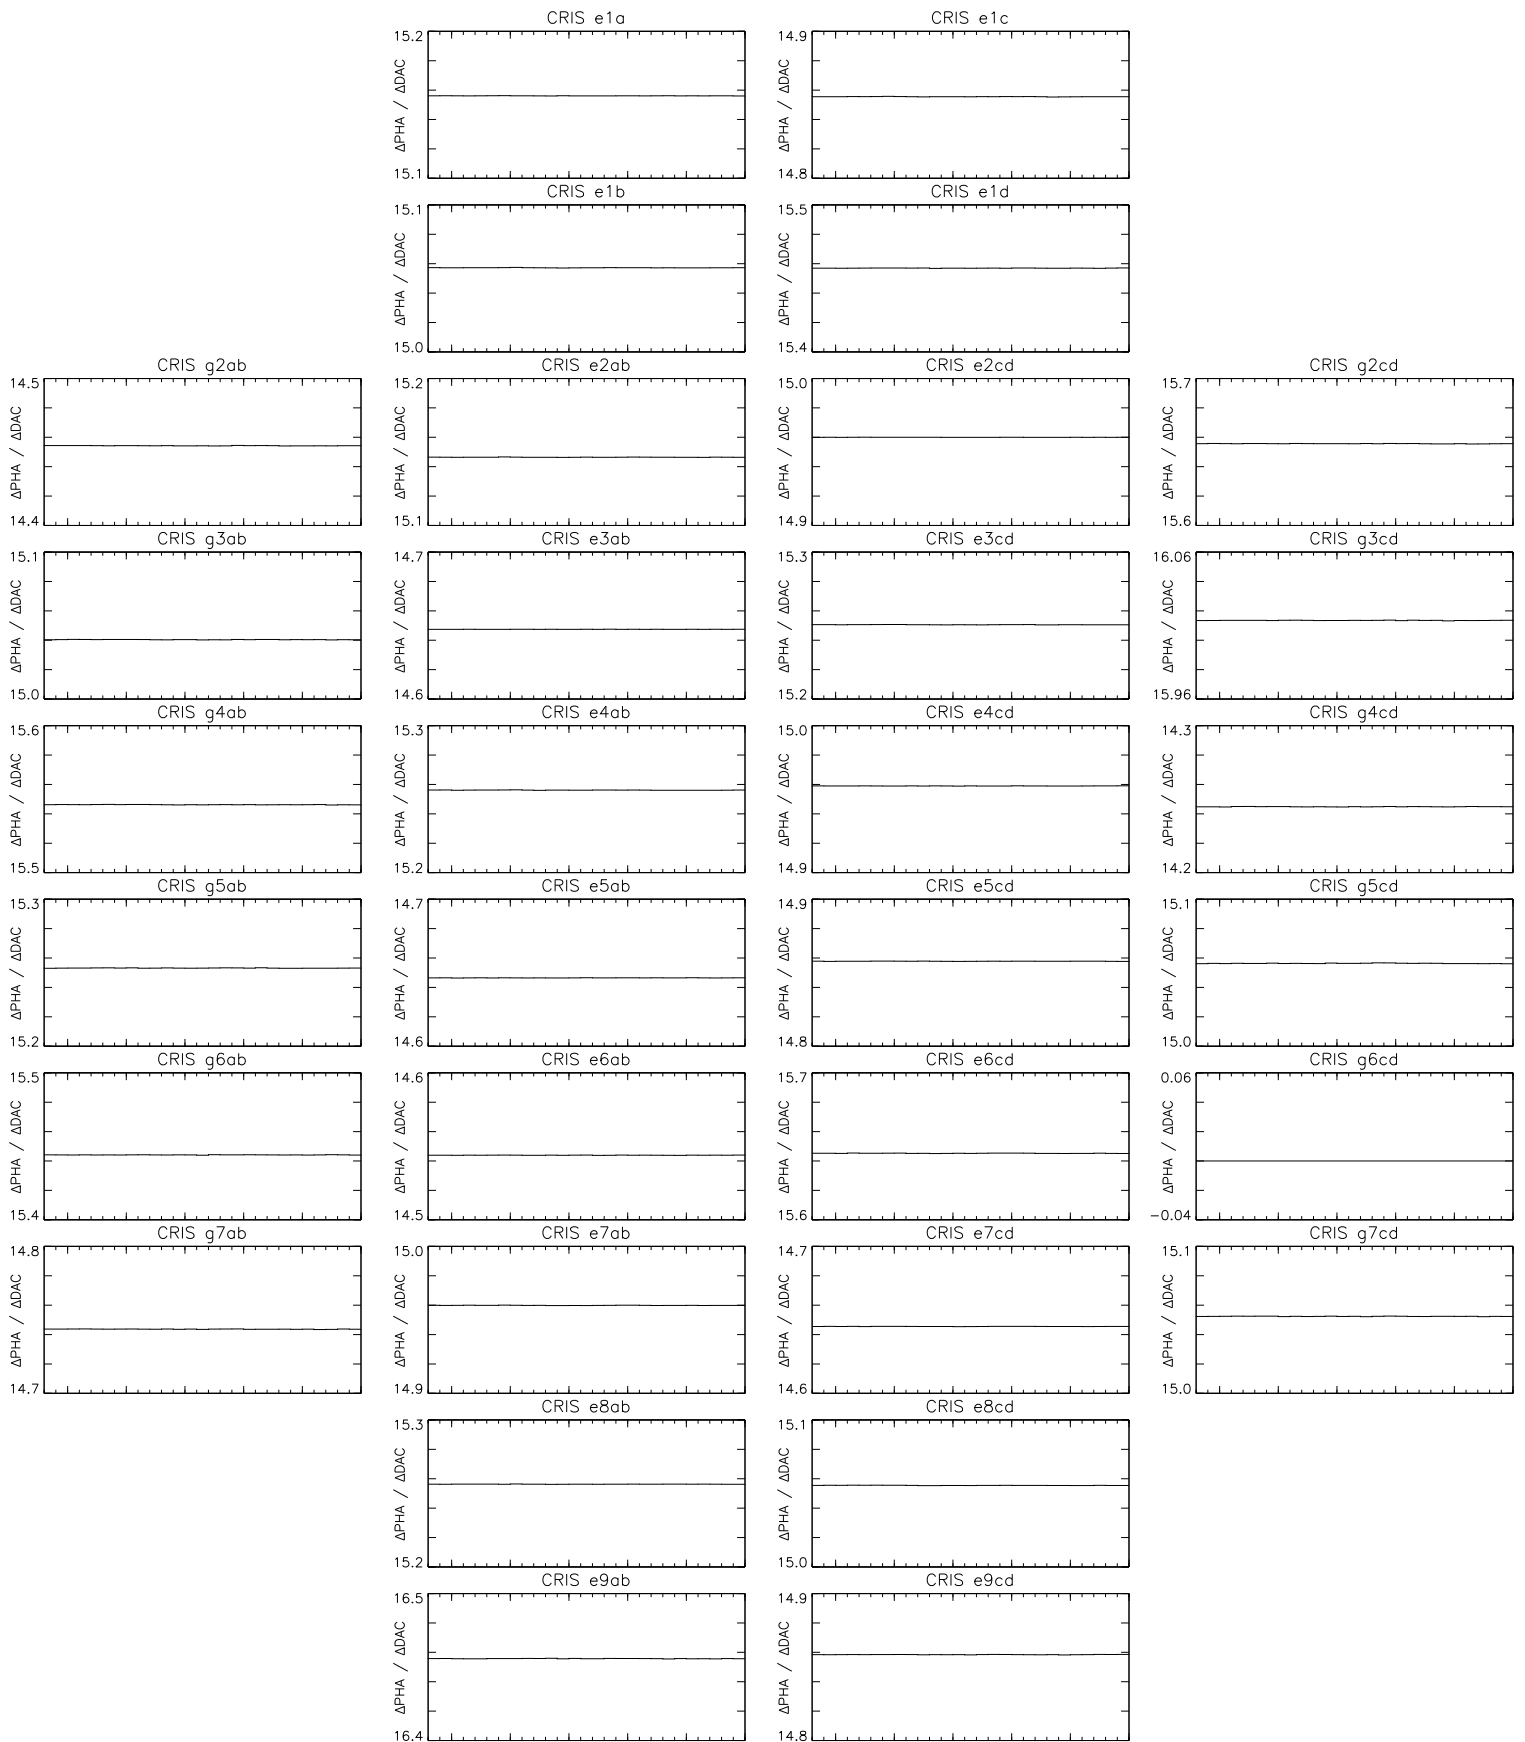 CRIS e1a
15.2
ΔPHA / ΔDAC
15.1
CRIS e1c
14.9
ΔPHA / ΔDAC
14.8
CRIS e1b
15.1
ΔPHA / ΔDAC
15.0
CRIS e1d
15.5
ΔPHA / ΔDAC
15.4
CRIS g2ab
14.5
ΔPHA / ΔDAC
14.4
CRIS e2ab
15.2
ΔPHA / ΔDAC
15.1
CRIS e2cd
15.0
ΔPHA / ΔDAC
14.9
CRIS g2cd
15.7
ΔPHA / ΔDAC
15.6
CRIS g3ab
15.1
ΔPHA / ΔDAC
15.0
CRIS e3ab
14.7
ΔPHA / ΔDAC
14.6
CRIS e3cd
15.3
ΔPHA / ΔDAC
15.2
CRIS g3cd
16.06
ΔPHA / ΔDAC
15.96
CRIS g4ab
15.6
ΔPHA / ΔDAC
15.5
CRIS e4ab
15.3
ΔPHA / ΔDAC
15.2
CRIS e4cd
15.0
ΔPHA / ΔDAC
14.9
CRIS g4cd
14.3
ΔPHA / ΔDAC
14.2
CRIS g5ab
15.3
ΔPHA / ΔDAC
15.2
CRIS e5ab
14.7
ΔPHA / ΔDAC
14.6
CRIS e5cd
14.9
ΔPHA / ΔDAC
14.8
CRIS g5cd
15.1
ΔPHA / ΔDAC
15.0
CRIS g6ab
15.5
ΔPHA / ΔDAC
15.4
CRIS e6ab
14.6
ΔPHA / ΔDAC
14.5
CRIS e6cd
15.7
ΔPHA / ΔDAC
15.6
CRIS g6cd
0.06
ΔPHA / ΔDAC
−0.04
CRIS g7ab
14.8
ΔPHA / ΔDAC
14.7
CRIS e7ab
15.0
ΔPHA / ΔDAC
14.9
CRIS e7cd
14.7
ΔPHA / ΔDAC
14.6
CRIS g7cd
15.1
ΔPHA / ΔDAC
15.0
CRIS e8ab
15.3
ΔPHA / ΔDAC
15.2
CRIS e8cd
15.1
ΔPHA / ΔDAC
15.0
CRIS e9ab
16.5
ΔPHA / ΔDAC
16.4
CRIS e9cd
14.9
ΔPHA / ΔDAC
14.8